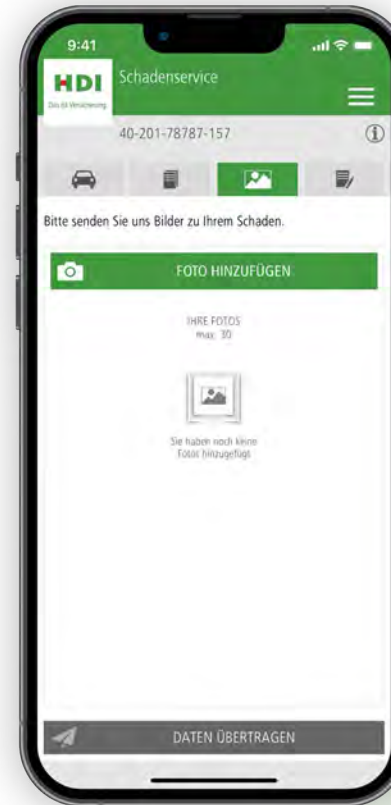 9:41
HDI
Das ist Versicherung.
Schadenservice
40-201-78787-157
Bitte senden Sie uns Bilder zu Ihrem Schaden.
FOTO HINZUFÜGEN
IHRE FOTOS
max. 30
Sie haben noch keine
Fotos hinzugefügt
DATEN ÜBERTRAGEN